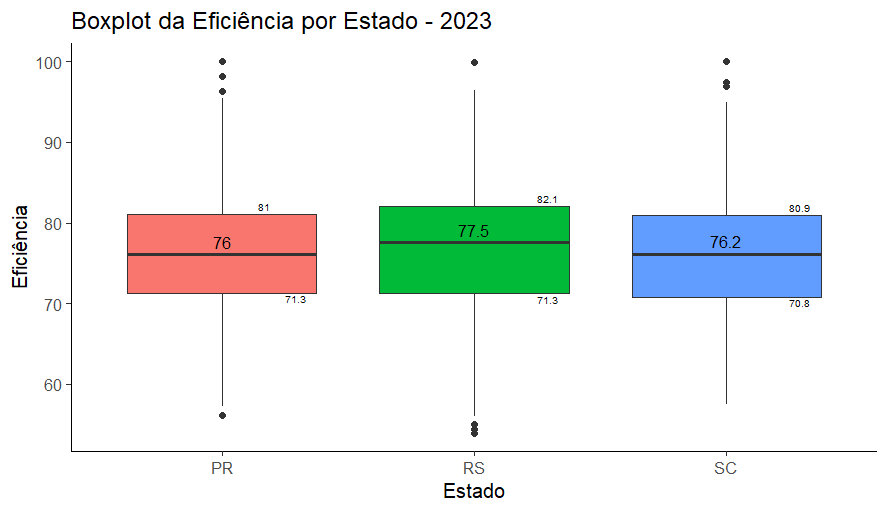 Boxplot da Eficiência por Estado - 2023
Eficiência
100
90
80
70
60
81
76
71.3
82.1
77.5
71.3
80.9
76.2
70.8
PR
RS
SC
Estado